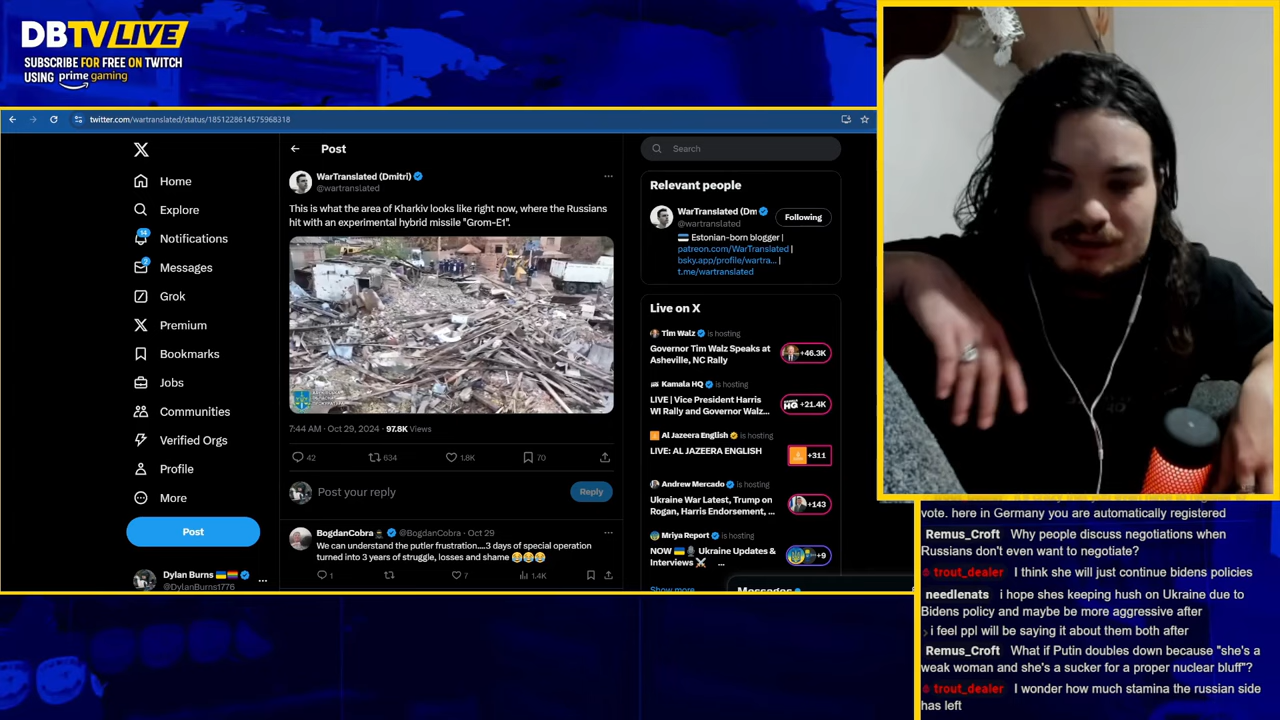 DBTV LIVE
SUBSCRIBE FOR FREE ON TWITCH
USING prime gaming
twitter.com/wartranslated/status/1851228614575968318
Home
Explore
14
Notifications
2
Messages
Grok
Premium
Bookmarks
Jobs
Communities
Verified Orgs
Profile
More
Post
Dylan Burns
@DylanBurns1776
Post
WarTranslated (Dmitri)
@wartranslated
This is what the area of Kharkiv looks like right now, where the Russians
hit with an experimental hybrid missile "Grom-E1".
7:44 AM · Oct 29, 2024 · 97.8K Views
42
634
1.8K
70
Post your reply
Reply
BogdanCobra @BogdanCobra · Oct 29
We can understand the putler frustration....3 days of special operation
turned into 3 years of struggle, losses and shame
1
7
1.4K
Search
Relevant people
WarTranslated (Dm
@wartranslated
Following
Estonian-born blogger |
patreon.com/WarTranslated |
bsky.app/profile/wartra... |
t.me/wartranslated
Live on X
Tim Walz is hosting
Governor Tim Walz Speaks at
Asheville, NC Rally
+46.3K
Kamala HQ is hosting
LIVE | Vice President Harris
WI Rally and Governor Walz...
HQ +21.4K
Al Jazeera English is hosting
LIVE: AL JAZEERA ENGLISH
+311
Andrew Mercado is hosting
Ukraine War Latest, Trump on
Rogan, Harris Endorsement, ...
+143
Mriya Report is hosting
NOW Ukraine Updates &
Interviews ...
+9
Show more
Messages
vote. here in Germany you are automatically registered
Remus_Croft Why people discuss negotiations when
Russians don't even want to negotiate?
trout_dealer I think she will just continue bidens policies
needlenats i hope shes keeping hush on Ukraine due to
Bidens policy and maybe be more aggressive after
i feel ppl will be saying it about them both after
Remus_Croft What if Putin doubles down because "she's a
weak woman and she's a sucker for a proper nuclear bluff"?
trout_dealer I wonder how much stamina the russian side
has left